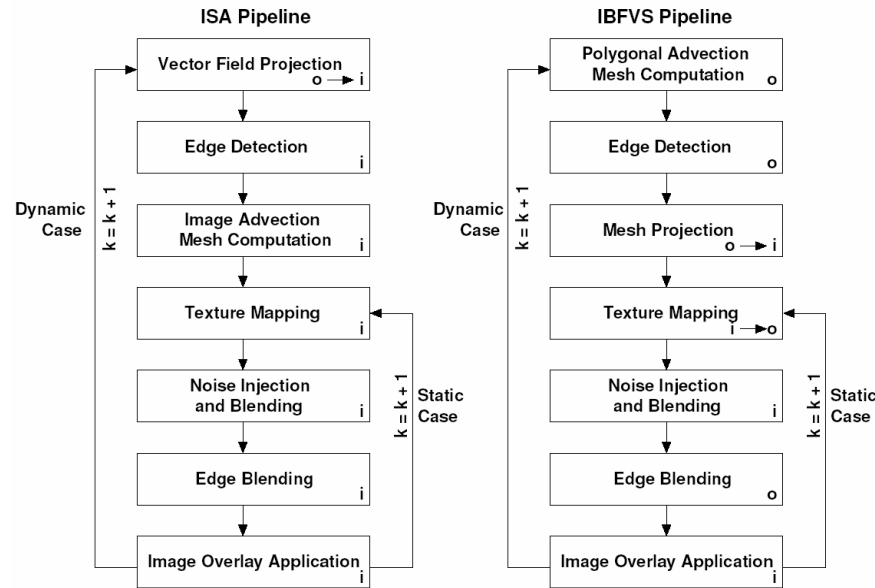 ISA Pipeline
Vector Field Projection
o → i
Edge Detection
i
Image Advection
Mesh Computation
i
Texture Mapping
i
Noise Injection
and Blending
i
Edge Blending
i
Image Overlay Application
i
Dynamic
Case
k = k + 1
Static
Case
k = k + 1
IBFVS Pipeline
Polygonal Advection
Mesh Computation
o
Edge Detection
o
Mesh Projection
o → i
Texture Mapping
i → o
Noise Injection
and Blending
i
Edge Blending
o
Image Overlay Application
i
Dynamic
Case
k = k + 1
Static
Case
k = k + 1